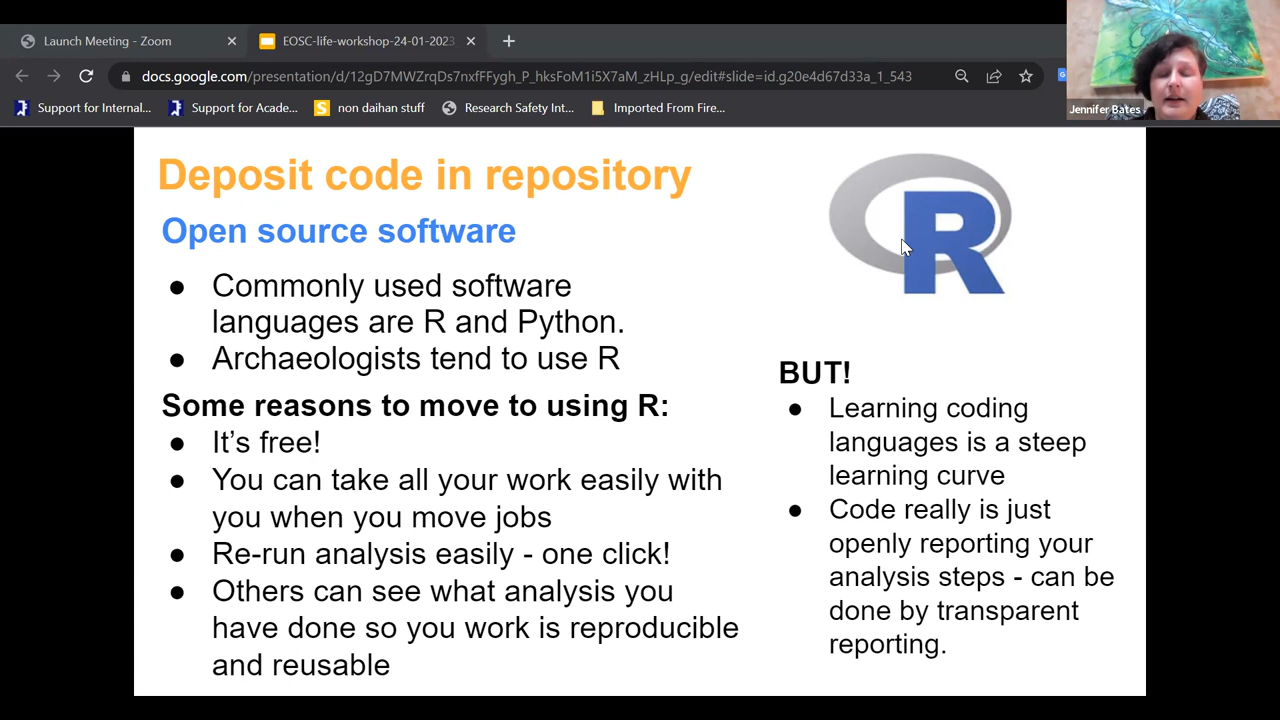 Launch Meeting - Zoom
EOSC-life-workshop-24-01-2023
docs.google.com/presentation/d/12gD7MWZrqDs7nxfFFygh_P_hksFoM1i5X7aM_zHLp_g/edit#slide=id.g20e4d67d33a_1_543
Support for Internal...
Support for Acade...
non daihan stuff
Research Safety Int...
Imported From Fire...
Jennifer Bates
Deposit code in repository
Open source software
● Commonly used software
languages are R and Python.
● Archaeologists tend to use R
Some reasons to move to using R:
● It's free!
● You can take all your work easily with
you when you move jobs
● Re-run analysis easily - one click!
● Others can see what analysis you
have done so you work is reproducible
and reusable
R
BUT!
● Learning coding
languages is a steep
learning curve
● Code really is just
openly reporting your
analysis steps - can be
done by transparent
reporting.